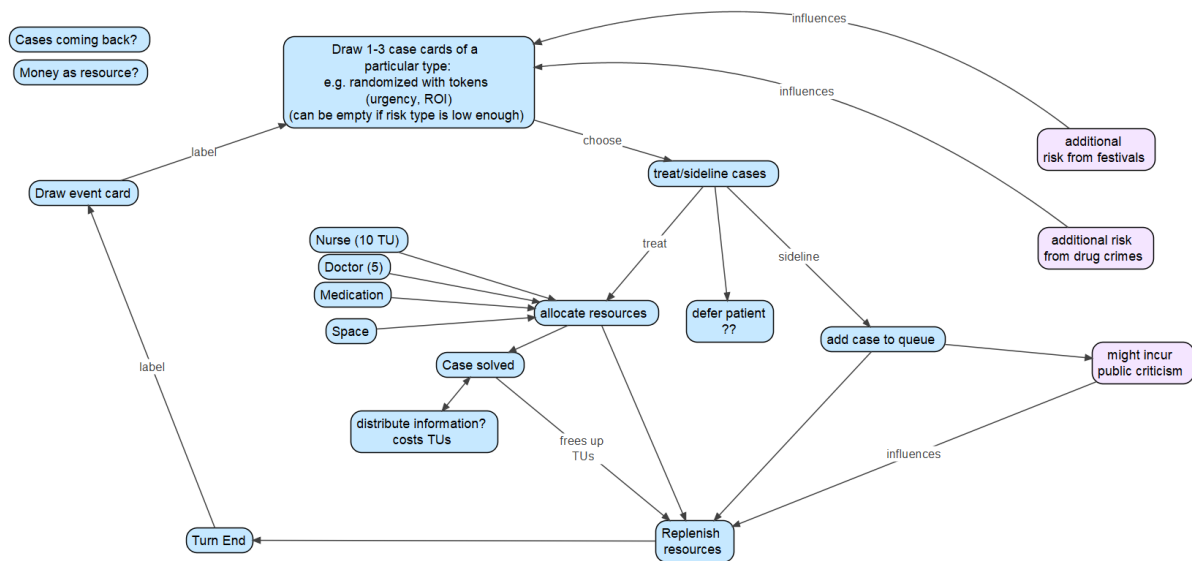 Cases coming back?
Money as resource?
Draw 1-3 case cards of a
particular type:
e.g. randomized with tokens
(urgency, ROI)
(can be empty if risk type is low enough)
influences
influences
additional
risk from festivals
label
choose
treat/sideline cases
Draw event card
Nurse (10 TU)
Doctor (5)
Medication
Space
treat
sideline
additional risk
from drug crimes
allocate resources
defer patient
??
add case to queue
Case solved
might incur
public criticism
label
distribute information?
costs TUs
frees up
TUs
influences
Turn End
Replenish
resources